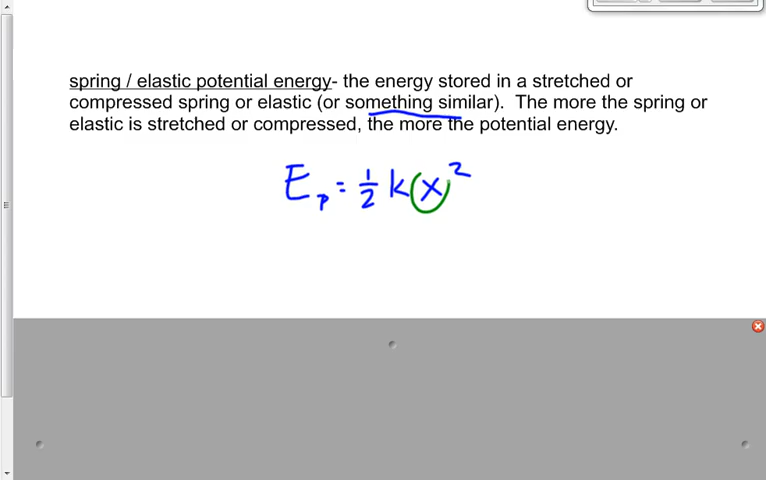 spring / elastic potential energy- the energy stored in a stretched or
compressed spring or elastic (or something similar).  The more the spring or
elastic is stretched or compressed, the more the potential energy.
Eₚ = ½ k(x)²